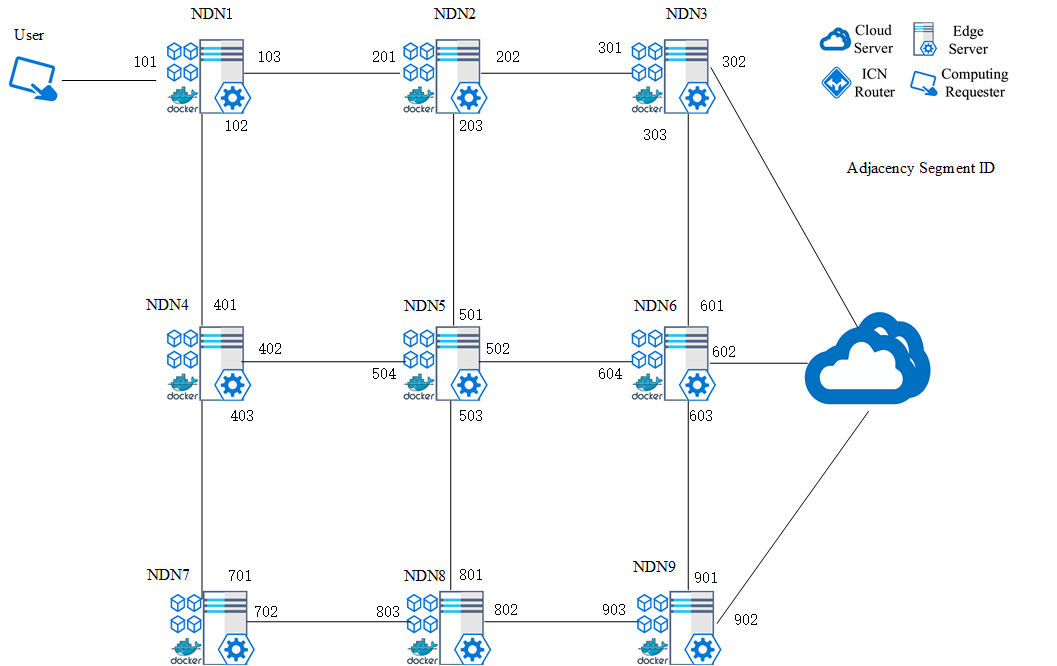 NDN1
NDN2
NDN3
User
Cloud
Server
Edge
Server
101
103
201
202
301
302
ICN
Router
Computing
Requester
docker
docker
docker
102
203
303
Adjacency Segment ID
NDN4
401
NDN5
501
NDN6
601
402
504
502
604
602
docker
docker
docker
403
503
603
NDN7
701
NDN8
801
NDN9
901
702
803
802
903
902
docker
docker
docker